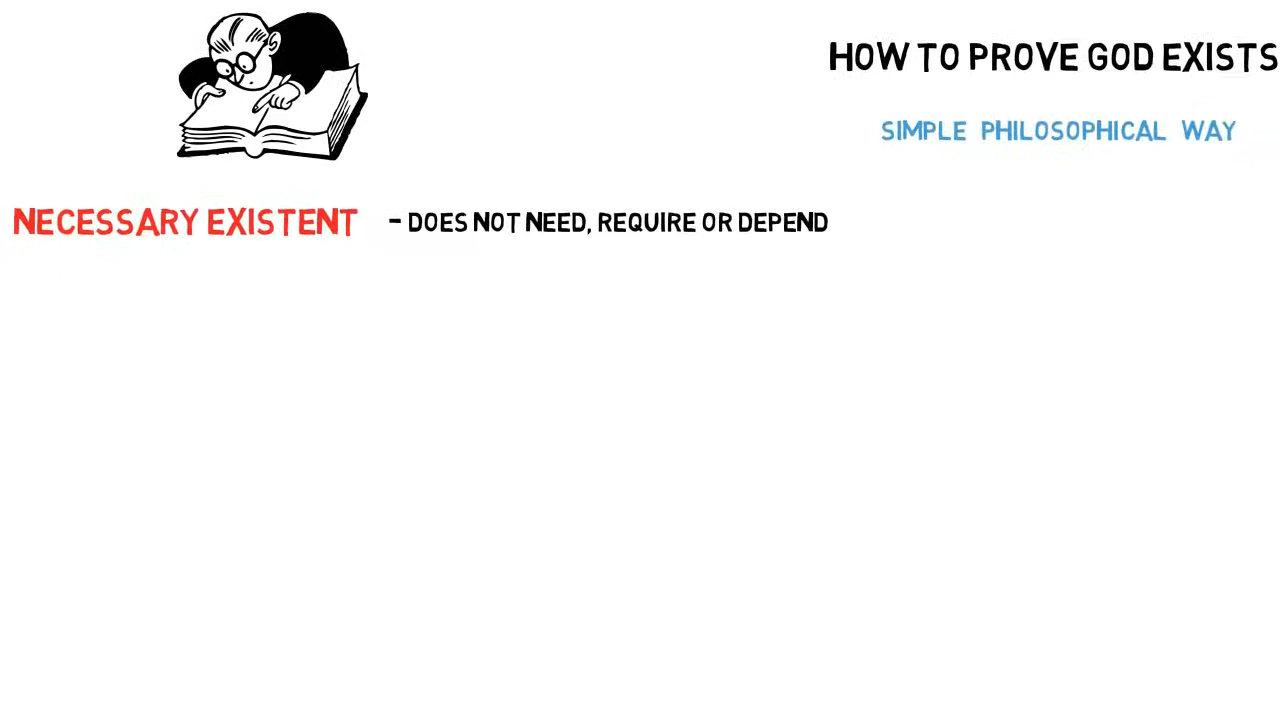 HOW TO PROVE GOD EXISTS
SIMPLE PHILOSOPHICAL WAY
NECESSARY EXISTENT - DOES NOT NEED, REQUIRE OR DEPEND